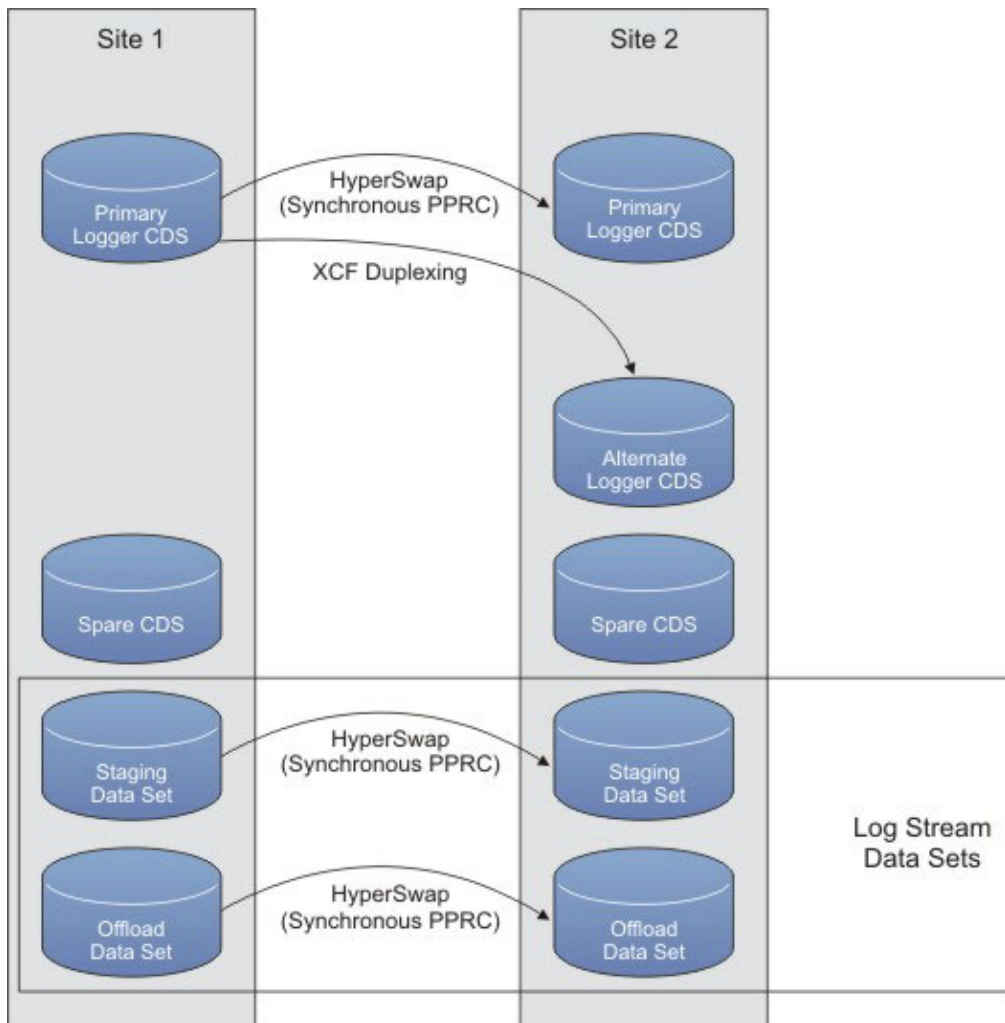 Site 1
Site 2
Primary
Logger CDS
HyperSwap
(Synchronous PPRC)
Primary
Logger CDS
XCF Duplexing
Alternate
Logger CDS
Spare CDS
Spare CDS
Staging
Data Set
HyperSwap
(Synchronous PPRC)
Staging
Data Set
Log Stream
Data Sets
Offload
Data Set
HyperSwap
(Synchronous PPRC)
Offload
Data Set